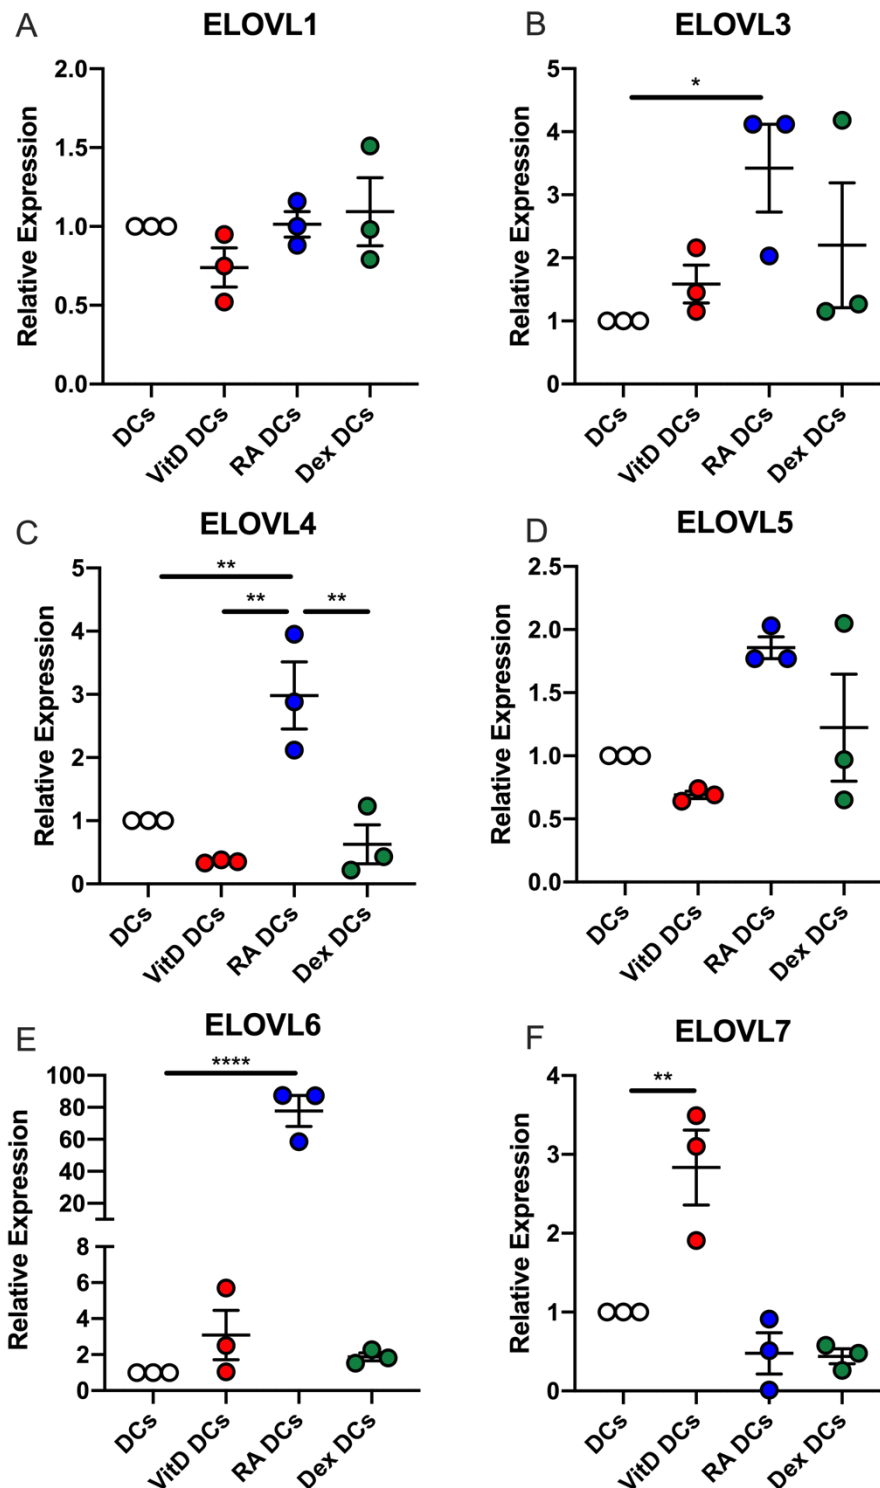 A
ELOVL1
Relative Expression
2.0
1.5
1.0
0.5
0.0
DCs
VitD DCs
RA DCs
Dex DCs
B
ELOVL3
Relative Expression
5
4
3
2
1
0
*
DCs
VitD DCs
RA DCs
Dex DCs
C
ELOVL4
Relative Expression
5
4
3
2
1
0
**
**
**
DCs
VitD DCs
RA DCs
Dex DCs
D
ELOVL5
Relative Expression
2.5
2.0
1.5
1.0
0.5
0.0
DCs
VitD DCs
RA DCs
Dex DCs
E
ELOVL6
Relative Expression
100
80
60
40
20
8
6
4
2
0
****
DCs
VitD DCs
RA DCs
Dex DCs
F
ELOVL7
Relative Expression
4
3
2
1
0
**
DCs
VitD DCs
RA DCs
Dex DCs